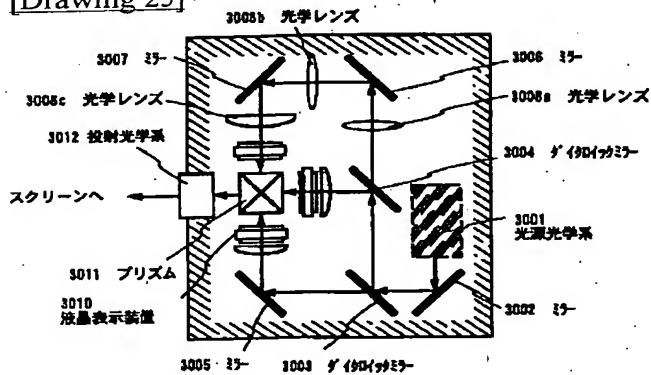 [Drawing 25]
3008b 光学レンズ
3007 ミラー
3006 ミラー
3008c 光学レンズ
3008a 光学レンズ
3012 投射光学系
3004 ダイクロイックミラー
スクリーンへ
3001
光源光学系
3011 プリズム
3010
液晶表示装置
3002 ミラー
3005 ミラー
3003 ダイクロイックミラー